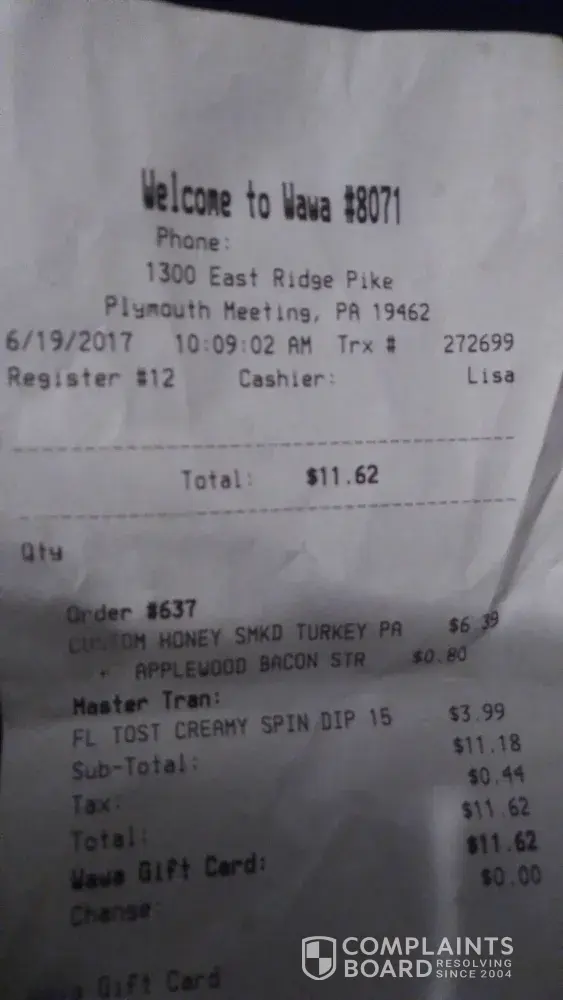 Welcome to Wawa #8071
Phone:
1300 East Ridge Pike
Plymouth Meeting, PA 19462
6/19/2017 10:09:02 AM Trx # 272699
Register #12 Cashier: Lisa
Total: $11.62
Qty
Order #637
CUSTOM HONEY SMKD TURKEY PA $6.39
+ APPLEWOOD BACON STR $0.80
Master Tran:
FL TOST CREAMY SPIN DIP 15 $3.99
Sub-Total: $11.18
Tax: $0.44
Total: $11.62
Wawa Gift Card: $11.62
Change: $0.00
Wawa Gift Card
COMPLAINTS
BOARD RESOLVING
SINCE 2004